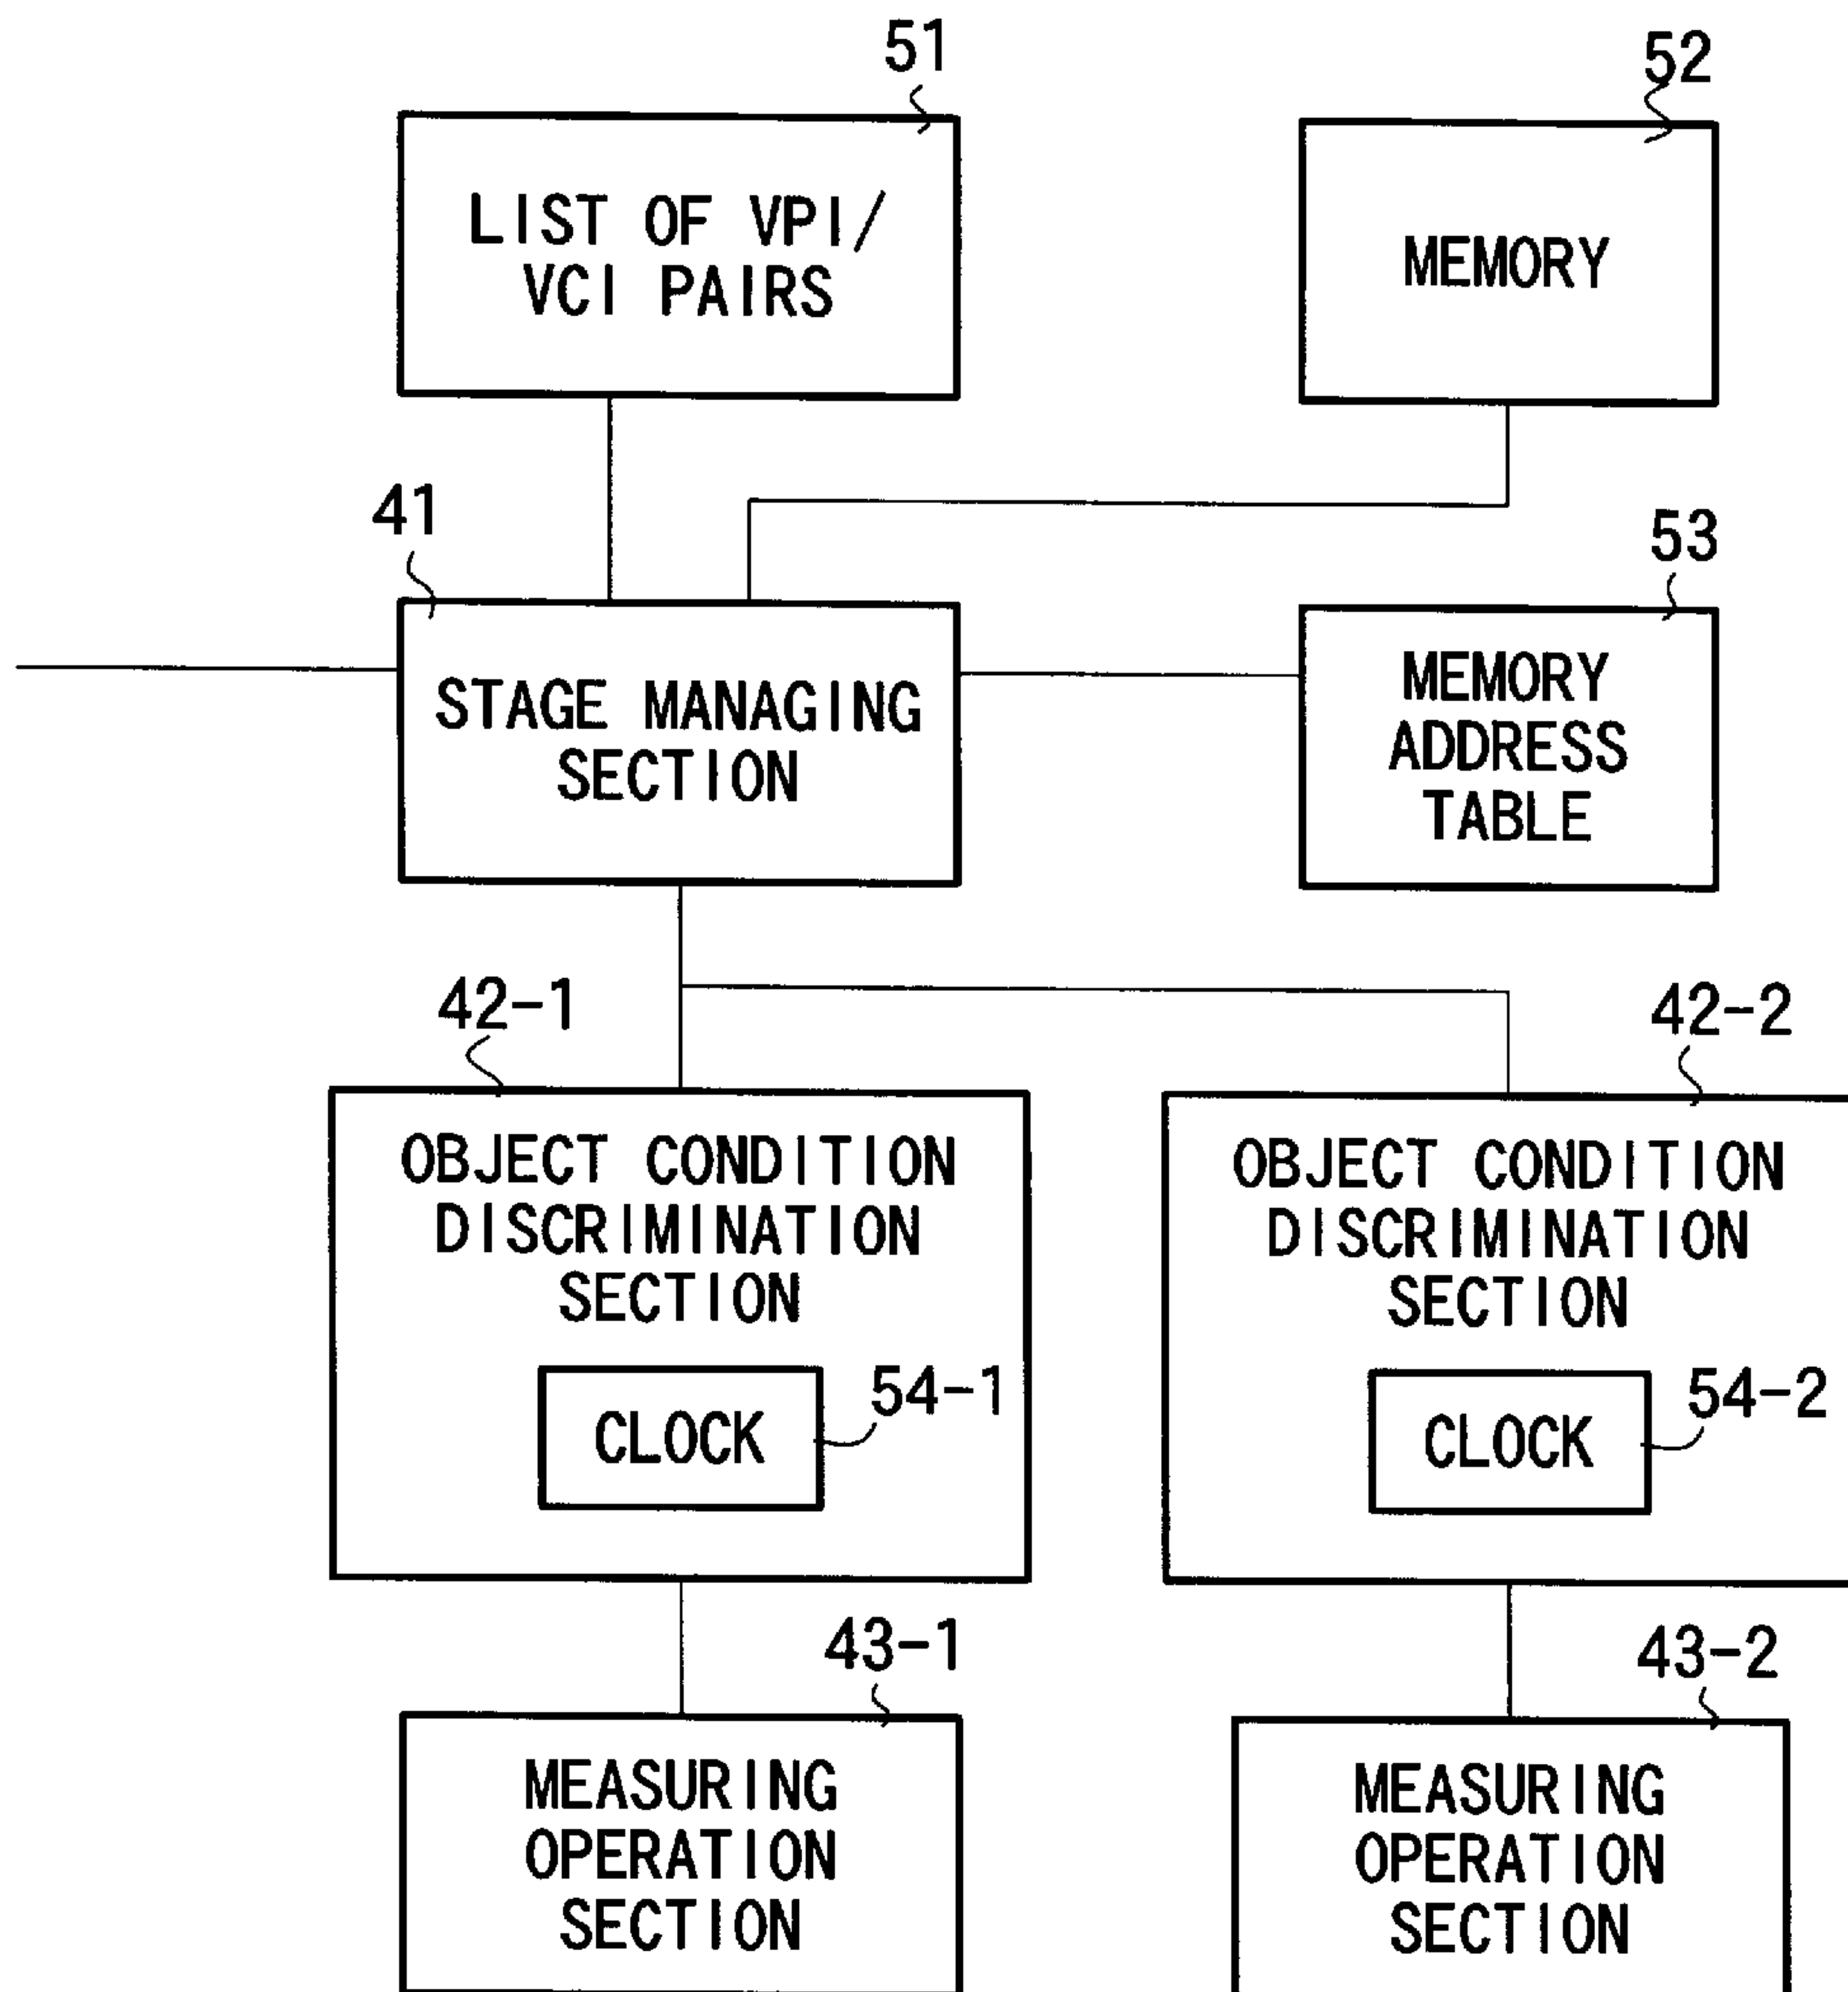 51
52
LIST OF VPI/
VCI PAIRS
MEMORY
41
53
STAGE MANAGING
SECTION
MEMORY
ADDRESS
TABLE
42-1
42-2
OBJECT CONDITION
DISCRIMINATION
SECTION
OBJECT CONDITION
DISCRIMINATION
SECTION
CLOCK
54-1
CLOCK
54-2
43-1
43-2
MEASURING
OPERATION
SECTION
MEASURING
OPERATION
SECTION